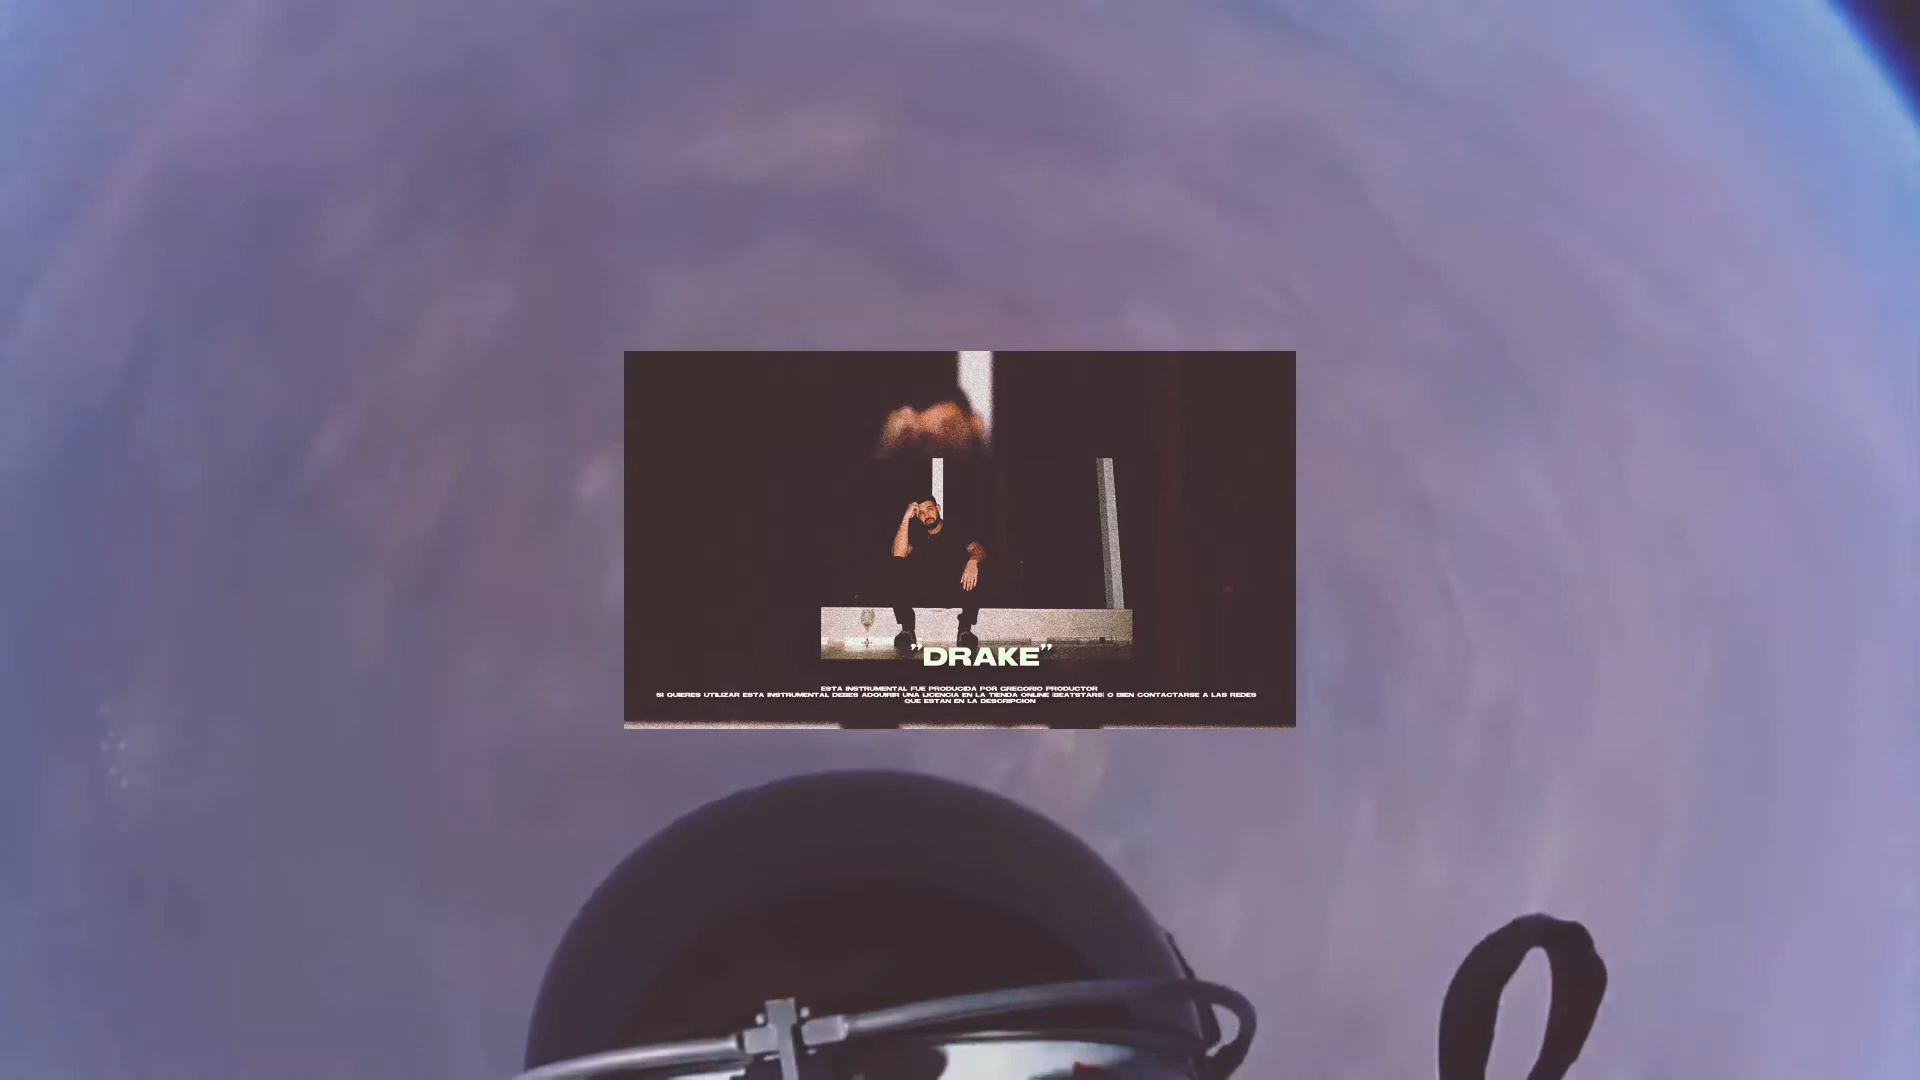 "DRAKE"
ESTA INSTRUMENTAL FUE PRODUCIDA POR GREGORIO PRODUCTOR
SI QUIERES UTILIZAR ESTA INSTRUMENTAL DEBES ADQUIRIR UNA LICENCIA EN LA TIENDA ONLINE (BEATSTARS) O BIEN CONTACTARSE A LAS REDES
QUE ESTAN EN LA DESCRIPCION